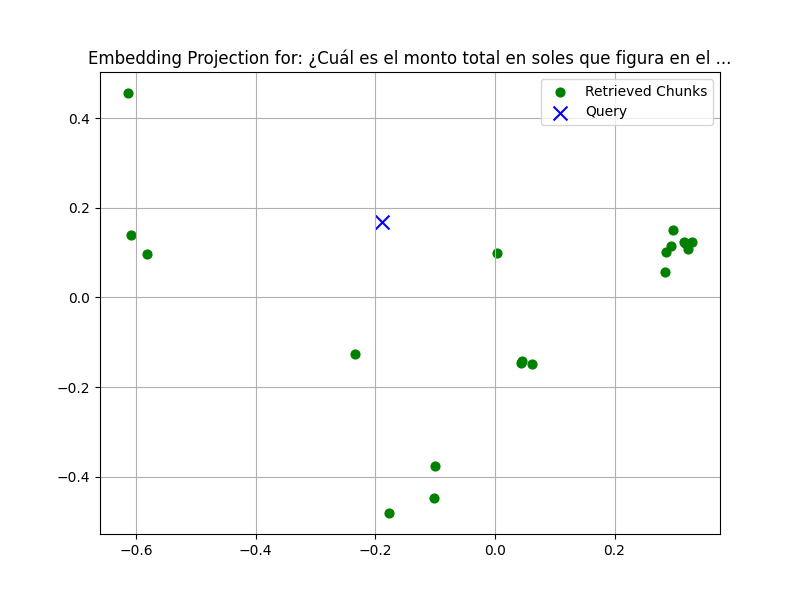 Embedding Projection for: ¿Cuál es el monto total en soles que figura en el ...
Retrieved Chunks
Query
0.4
0.2
0.0
−0.2
−0.4
−0.6 −0.4 −0.2 0.0 0.2